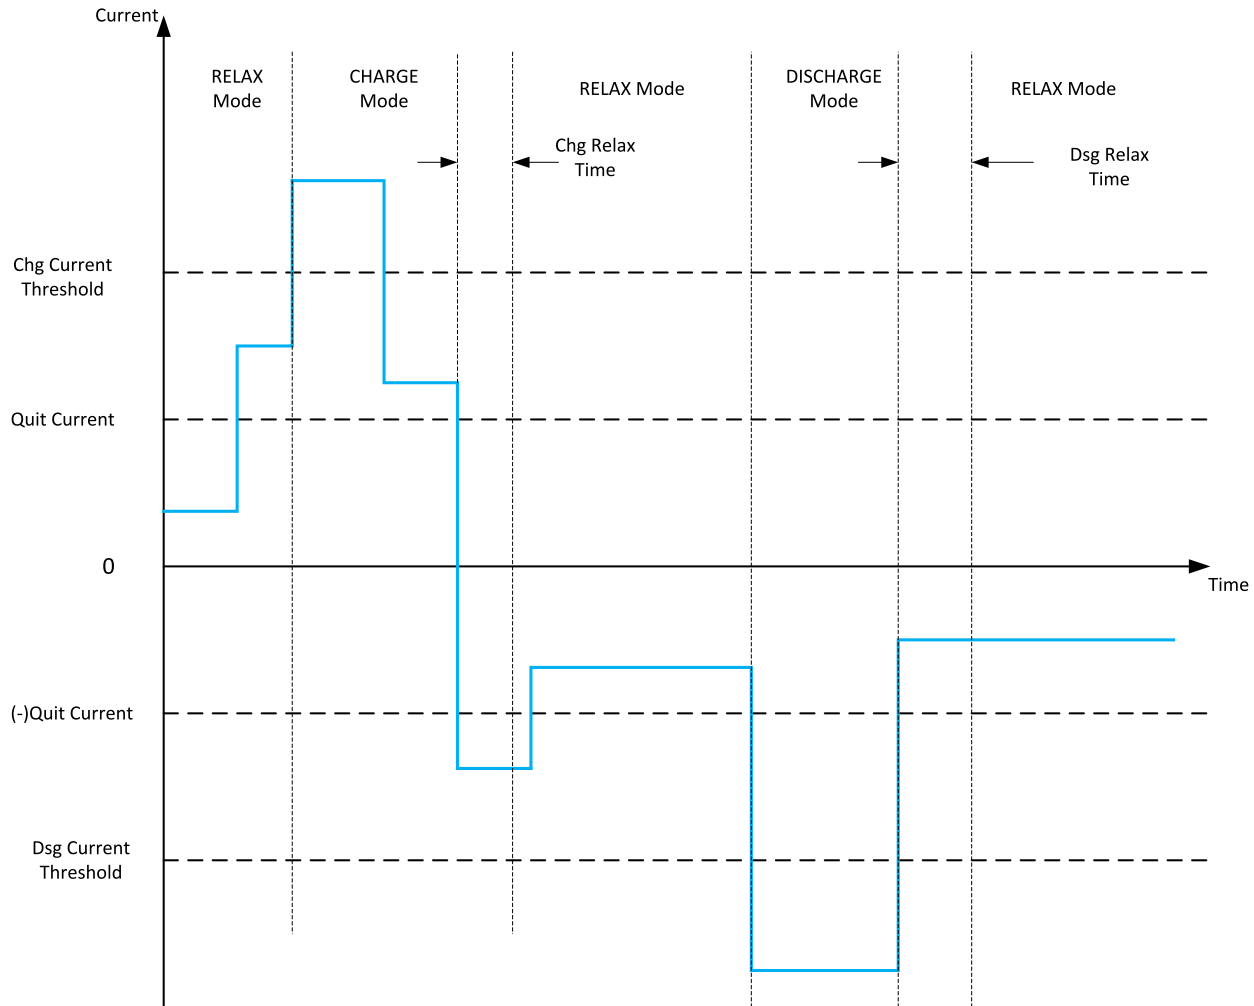 Current
RELAX
Mode
CHARGE
Mode
RELAX Mode
DISCHARGE
Mode
RELAX Mode
Chg Relax
Time
Dsg Relax
Time
Chg Current
Threshold
Quit Current
0
Time
(-)Quit Current
Dsg Current
Threshold